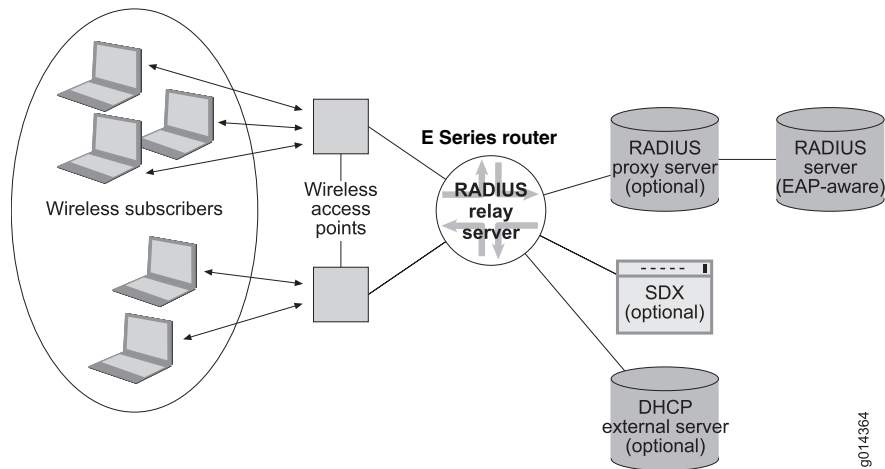 Wireless subscribers
Wireless
access
points
E Series router
RADIUS
relay
server
RADIUS
proxy server
(optional)
RADIUS
server
(EAP-aware)
SDX
(optional)
DHCP
external server
(optional)
g014364